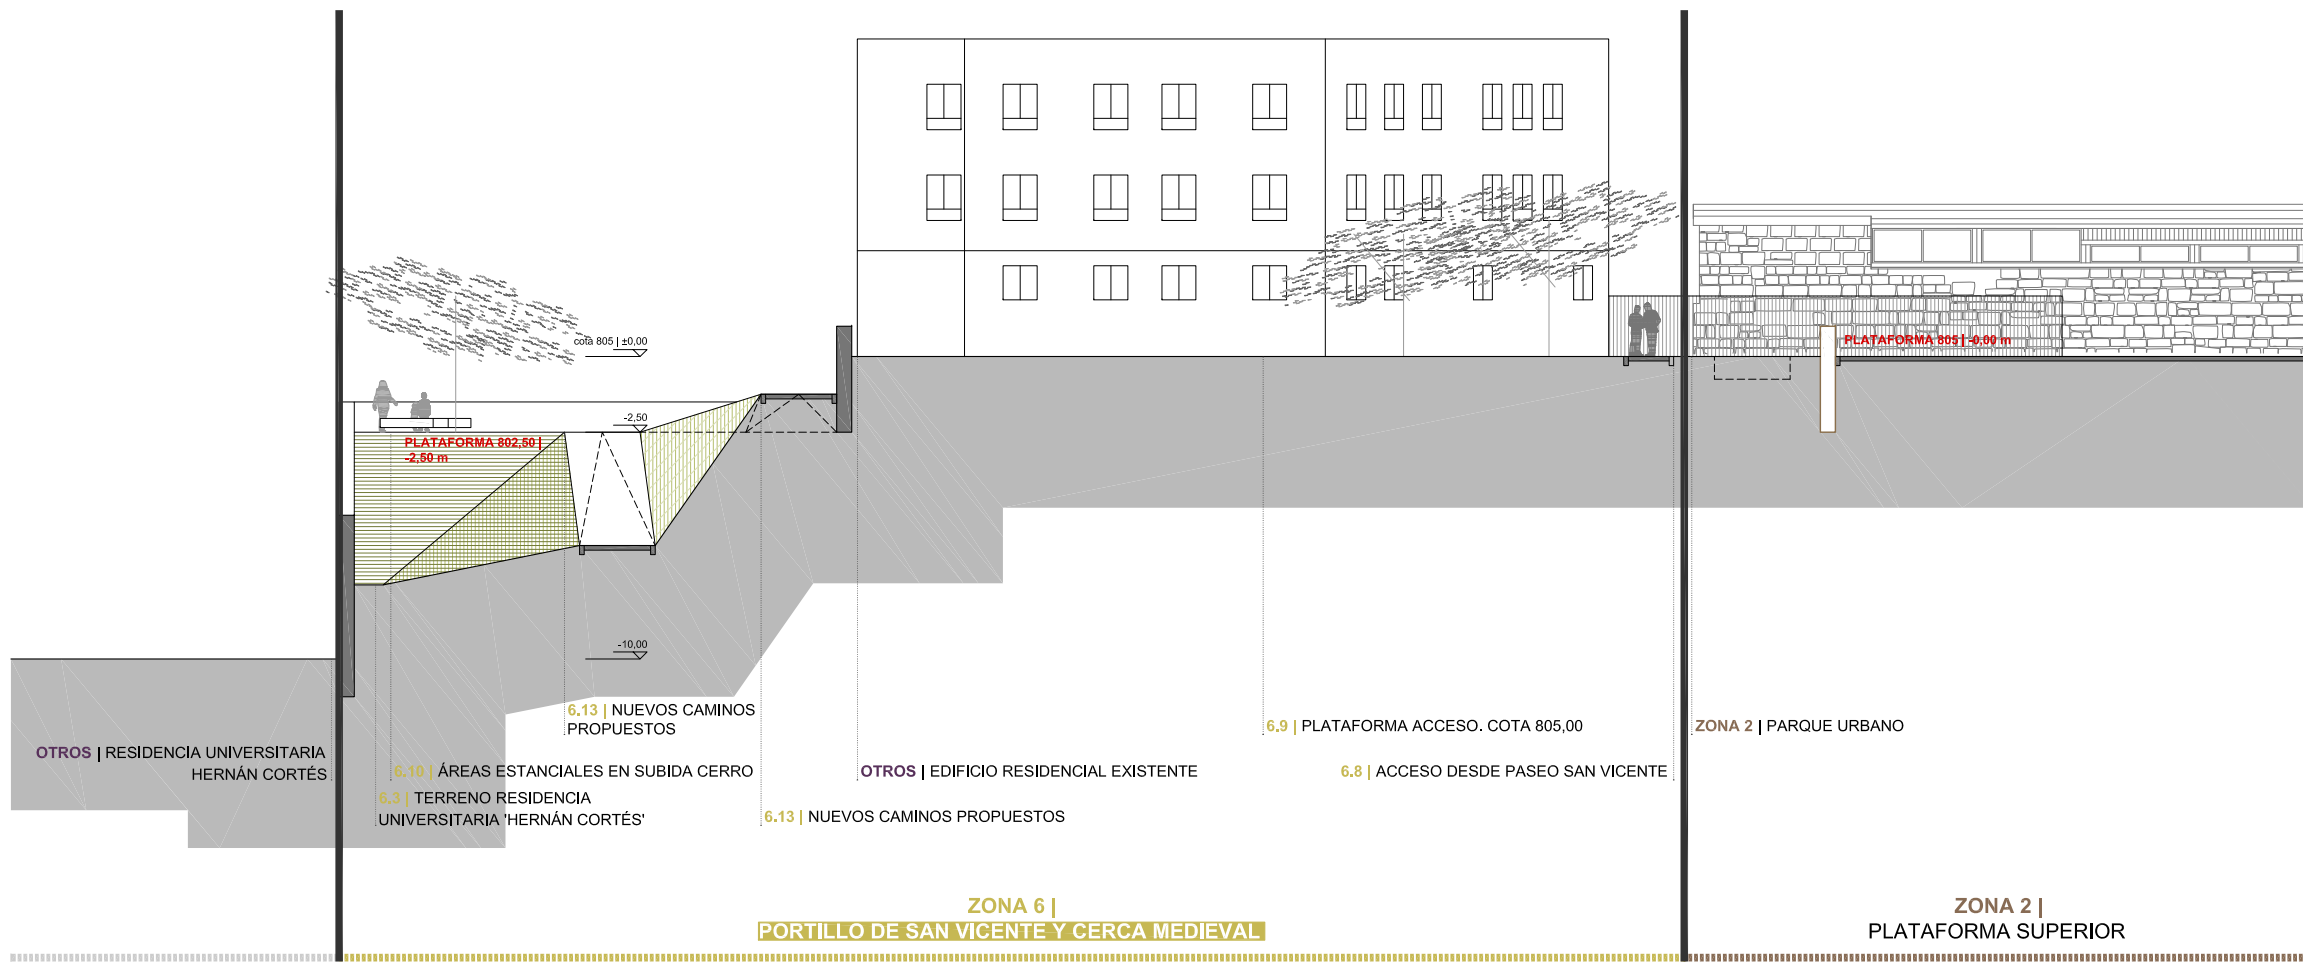 cota 805 | ±0,00
PLATAFORMA 805 | -0,00 m
-2,50
PLATAFORMA 802,50 |
-2,50 m
-10,00
6.13 | NUEVOS CAMINOS
PROPUESTOS
6.9 | PLATAFORMA ACCESO. COTA 805,00
ZONA 2 | PARQUE URBANO
OTROS | RESIDENCIA UNIVERSITARIA
HERNÁN CORTÉS
6.10 | ÁREAS ESTANCIALES EN SUBIDA CERRO
OTROS | EDIFICIO RESIDENCIAL EXISTENTE
6.8 | ACCESO DESDE PASEO SAN VICENTE
8.3 | TERRENO RESIDENCIA
UNIVERSITARIA 'HERNÁN CORTÉS'
6.13 | NUEVOS CAMINOS PROPUESTOS
ZONA 6 |
PORTILLO DE SAN VICENTE Y CERCA MEDIEVAL
ZONA 2 |
PLATAFORMA SUPERIOR